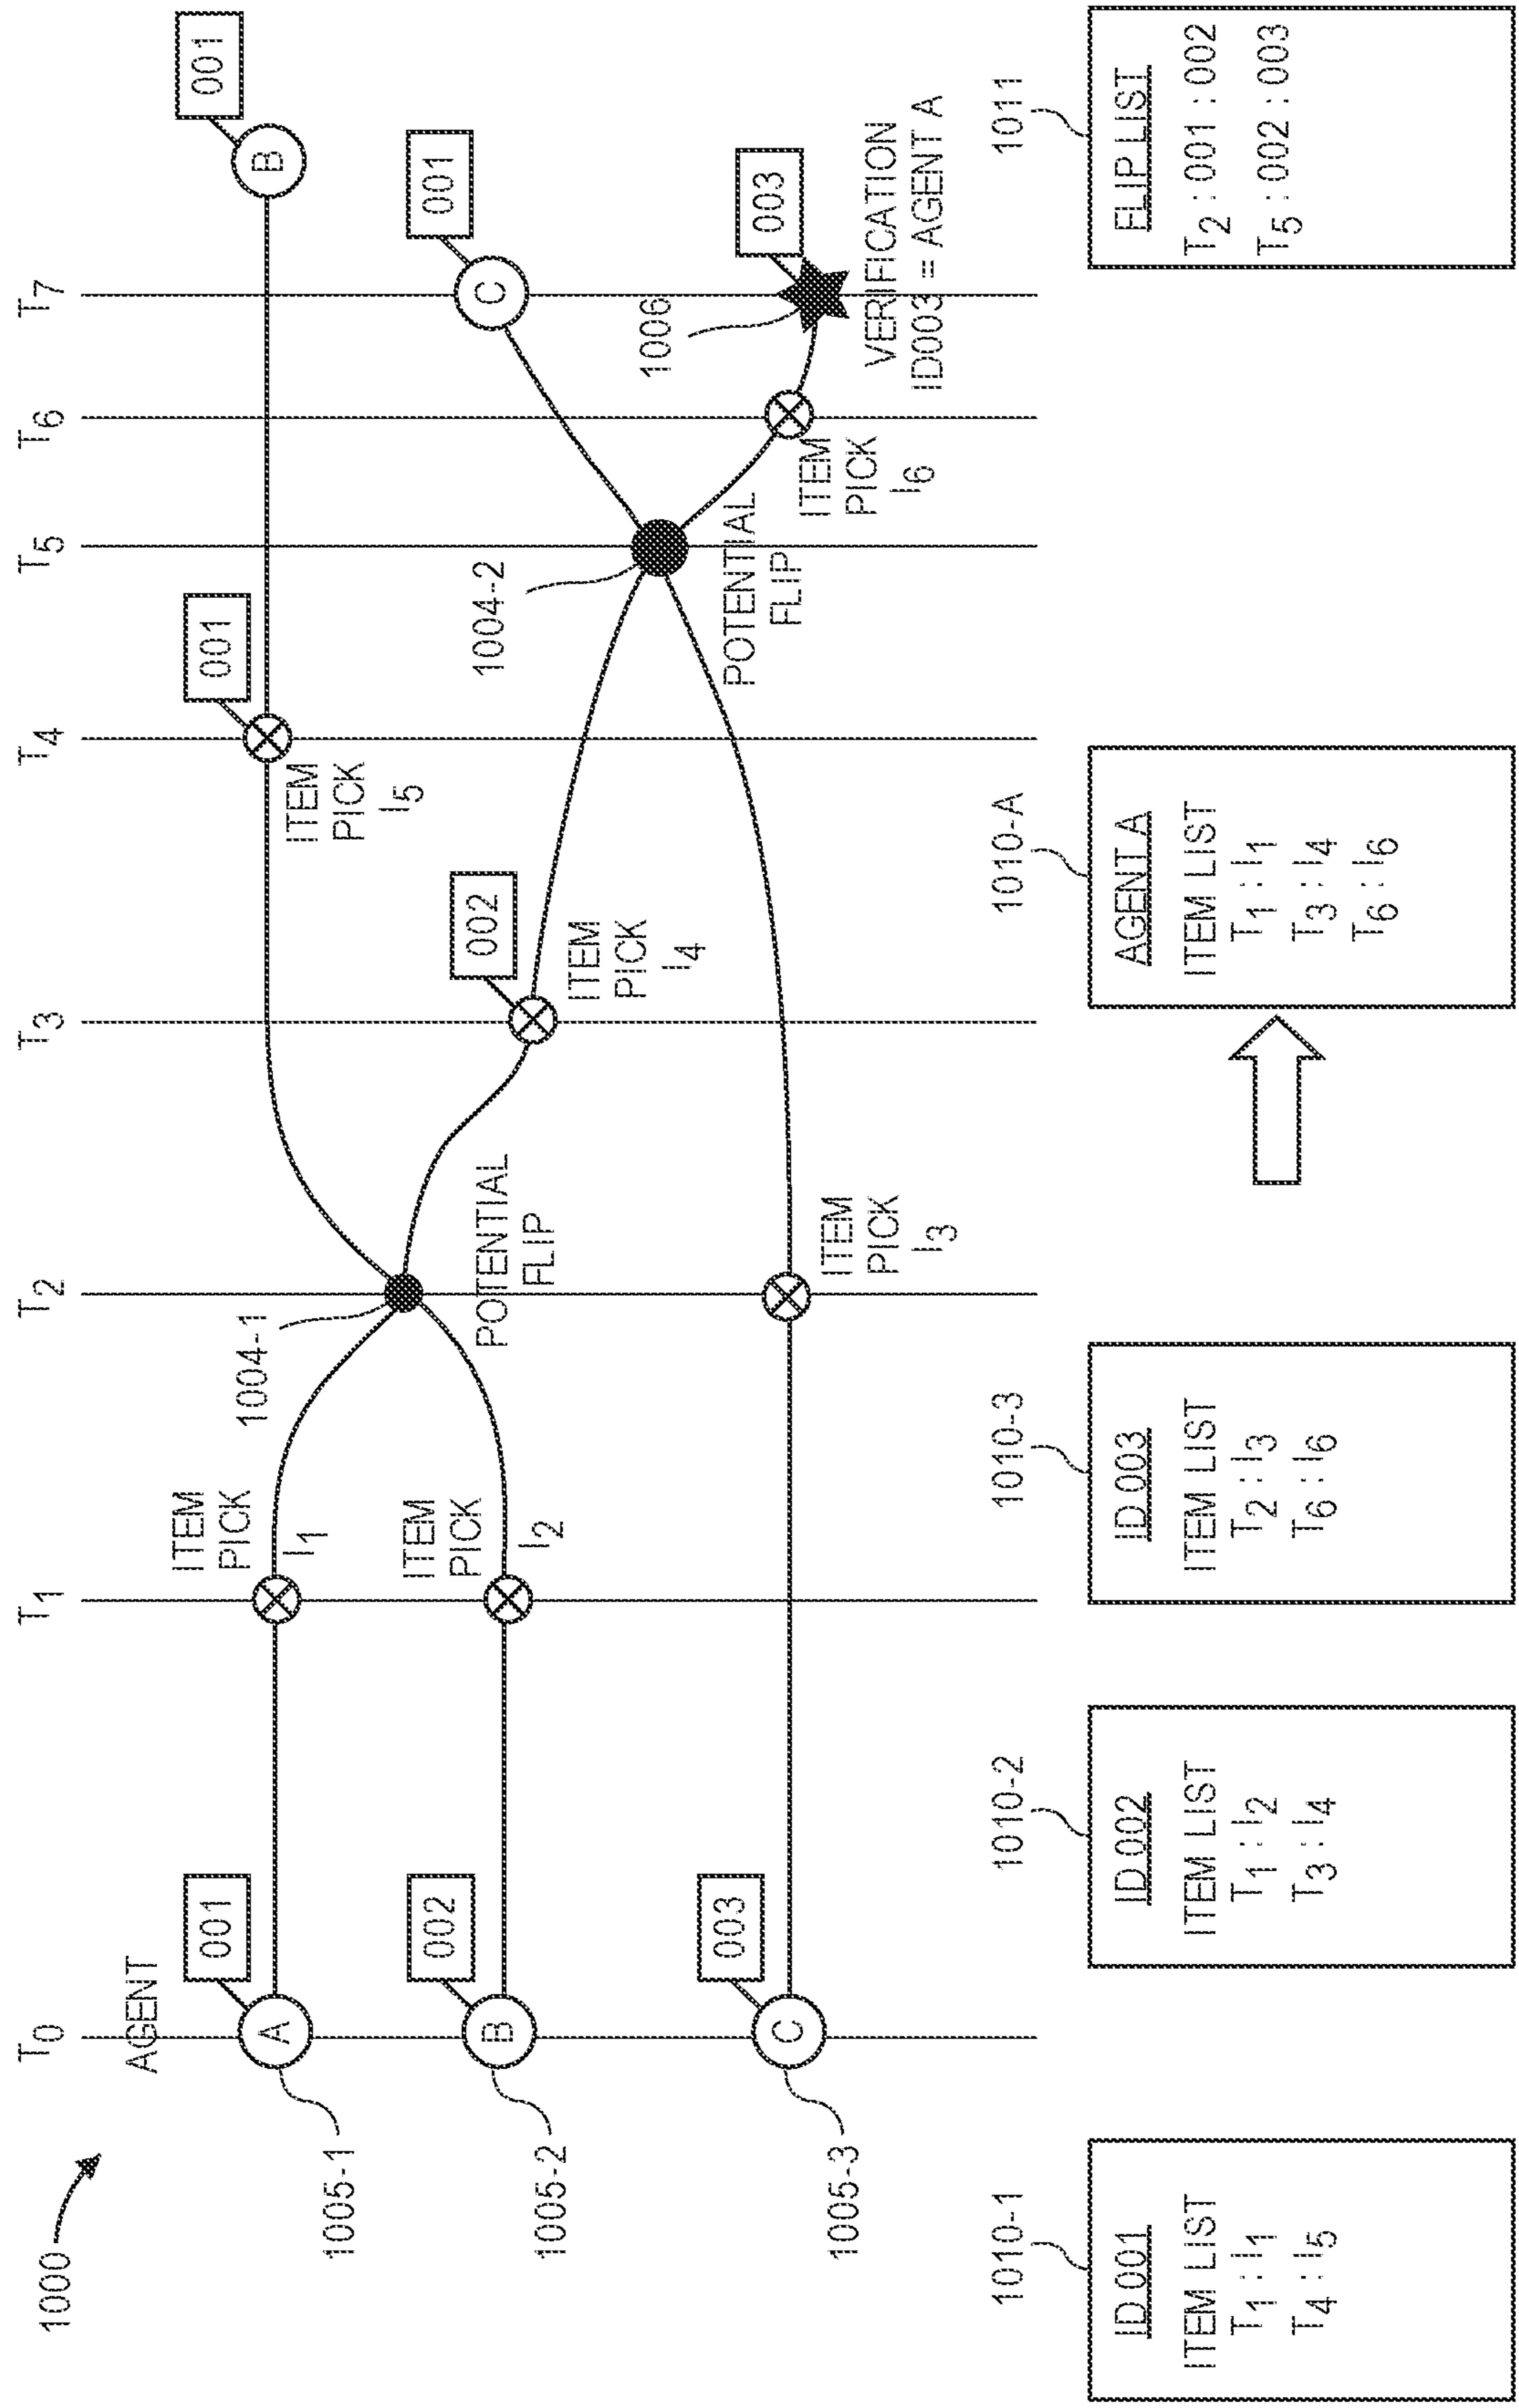 1000
T0
T1
T2
T3
T4
T5
T6
T7
AGENT
A
001
1005-1
B
002
1005-2
C
003
1005-3
ITEM
PICK
I1
ITEM
PICK
I2
1004-1
POTENTIAL
FLIP
ITEM
PICK
I3
002
ITEM
PICK
I4
001
ITEM
PICK
I5
1004-2
POTENTIAL
FLIP
ITEM
PICK
I6
B
001
C
001
1006
003
VERIFICATION
ID003 = AGENT A
1010-1
ID 001
ITEM LIST
T1 : I1
T4 : I5
1010-2
ID 002
ITEM LIST
T1 : I2
T3 : I4
1010-3
ID 003
ITEM LIST
T2 : I3
T6 : I6
1010-A
AGENT A
ITEM LIST
T1 : I1
T3 : I4
T6 : I6
1011
FLIP LIST
T2 : 001 : 002
T5 : 002 : 003